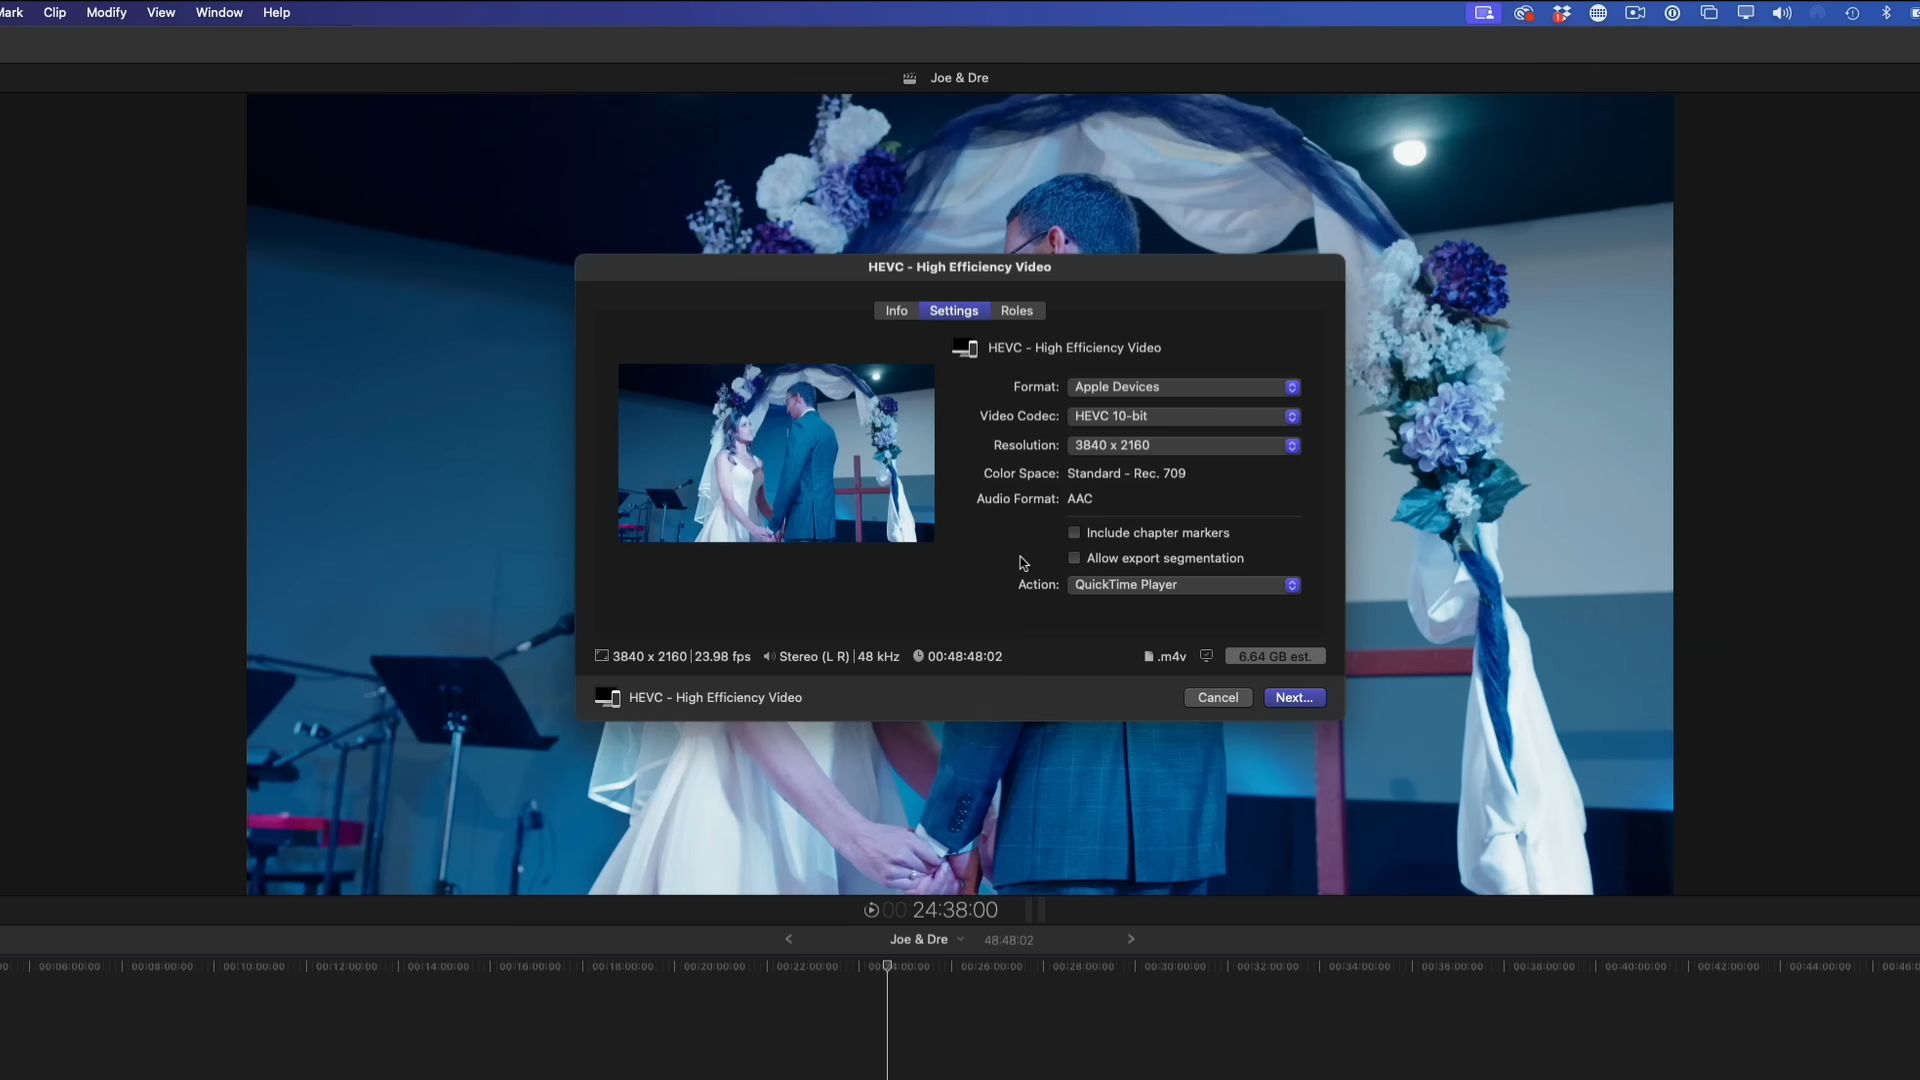 Mark Clip Modify View Window Help
Joe & Dre
HEVC - High Efficiency Video
Info Settings Roles
HEVC - High Efficiency Video
Format: Apple Devices
Video Codec: HEVC 10-bit
Resolution: 3840 x 2160
Color Space: Standard - Rec. 709
Audio Format: AAC
Include chapter markers
Allow export segmentation
Action: QuickTime Player
3840 x 2160 | 23.98 fps Stereo (L R) | 48 kHz 00:48:48:02 .m4v 6.64 GB est.
HEVC - High Efficiency Video Cancel Next...
00:24:38:00
Joe & Dre 48:48:02
00:06:00:00 00:08:00:00 00:10:00:00 00:12:00:00 00:14:00:00 00:16:00:00 00:18:00:00 00:20:00:00 00:22:00:00 00:24:00:00 00:26:00:00 00:28:00:00 00:30:00:00 00:32:00:00 00:34:00:00 00:36:00:00 00:38:00:00 00:40:00:00 00:42:00:00 00:44:00:00